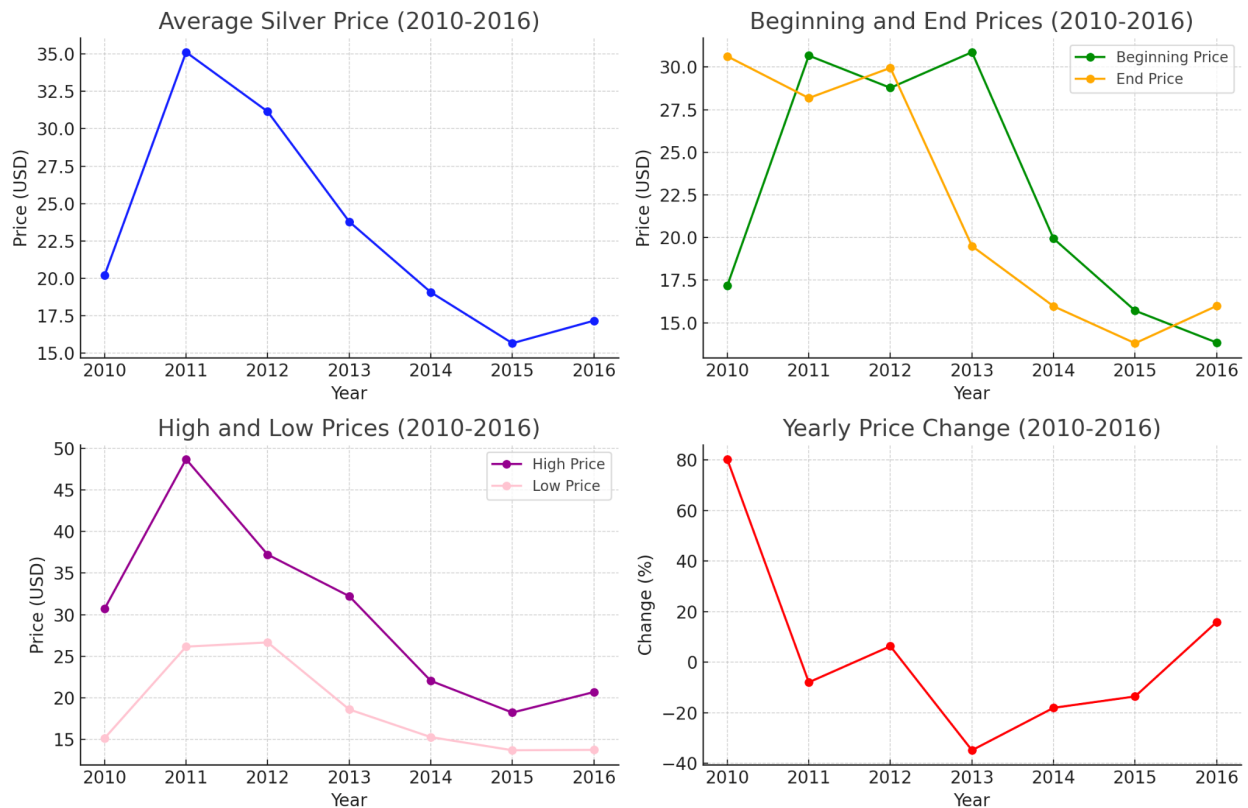 Average Silver Price (2010-2016)
35.0
32.5
30.0
27.5
25.0
22.5
20.0
17.5
15.0
Price (USD)
2010 2011 2012 2013 2014 2015 2016
Year
Beginning and End Prices (2010-2016)
Beginning Price
End Price
30.0
27.5
25.0
22.5
20.0
17.5
15.0
Price (USD)
2010 2011 2012 2013 2014 2015 2016
Year
High and Low Prices (2010-2016)
High Price
Low Price
50
45
40
35
30
25
20
15
Price (USD)
2010 2011 2012 2013 2014 2015 2016
Year
Yearly Price Change (2010-2016)
80
60
40
20
0
−20
−40
Change (%)
2010 2011 2012 2013 2014 2015 2016
Year